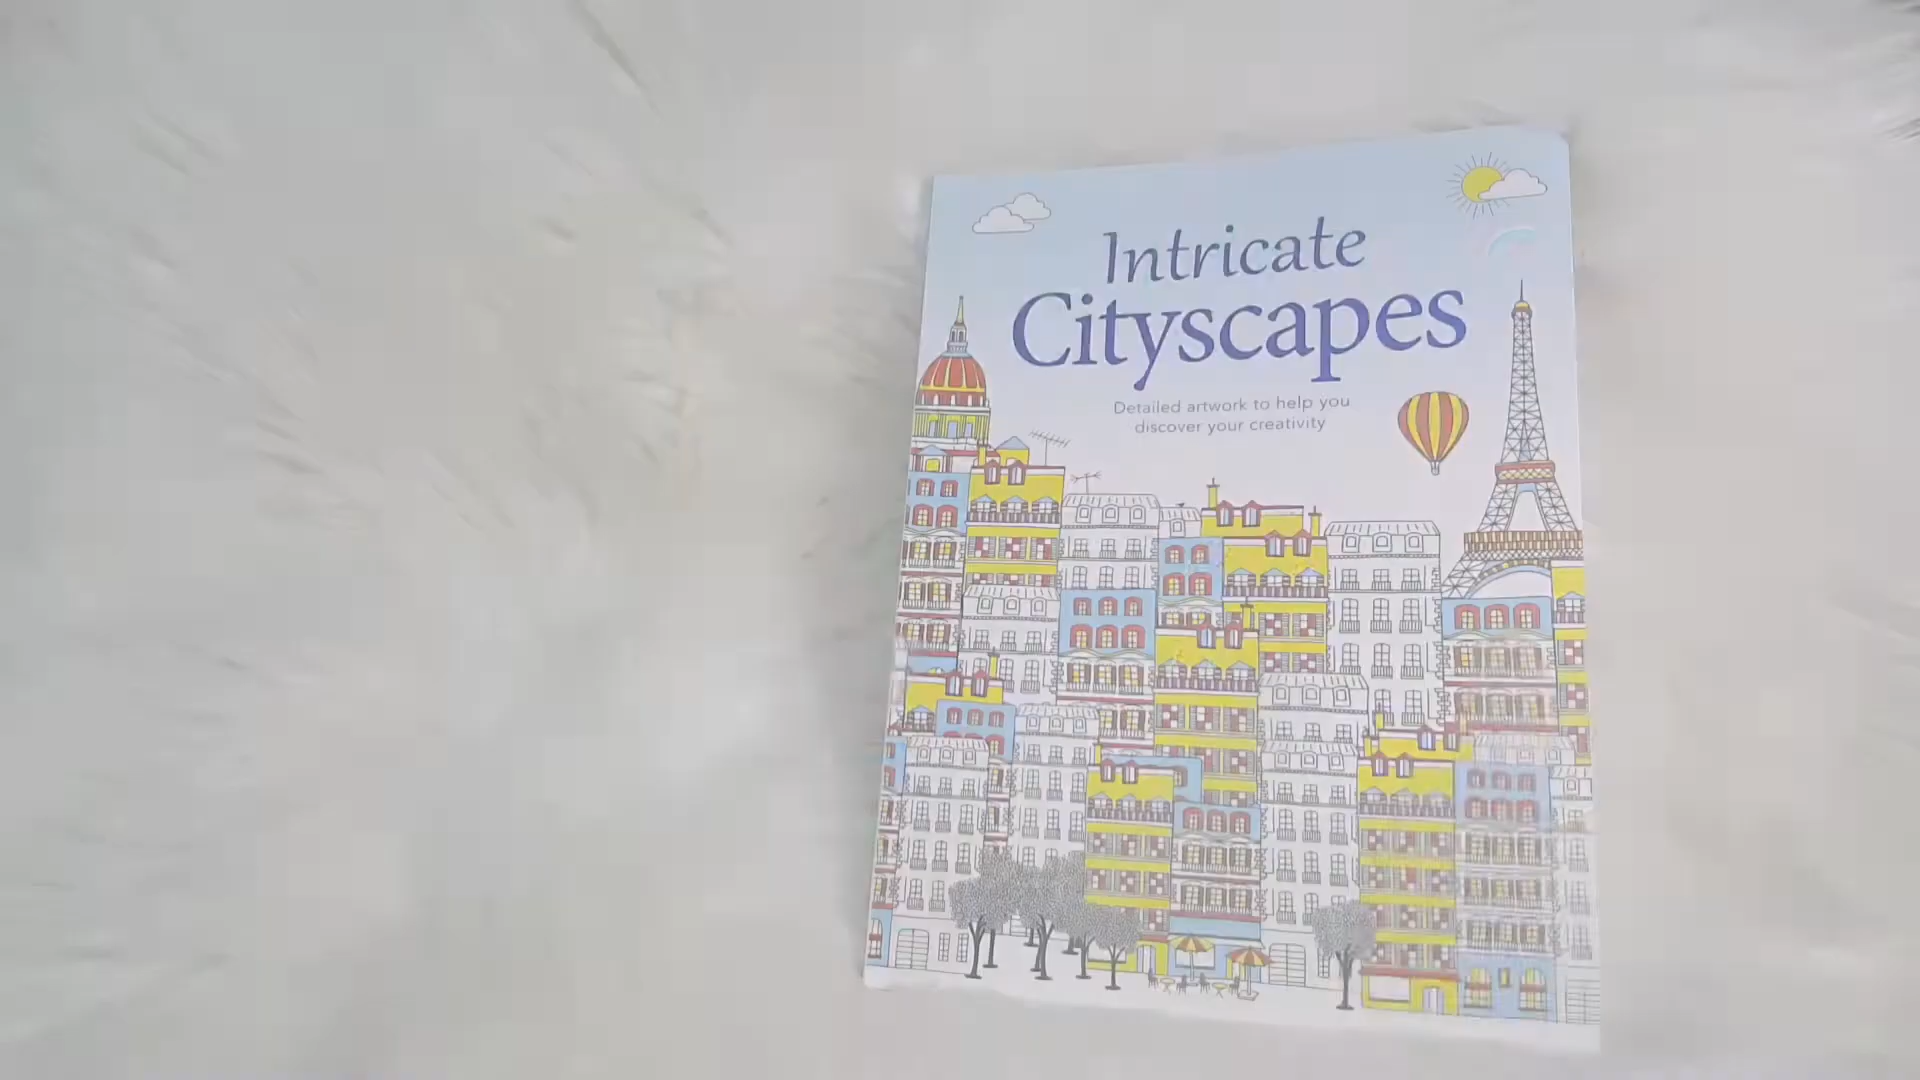 Intricate
Cityscapes
Detailed artwork to help you
discover your creativity